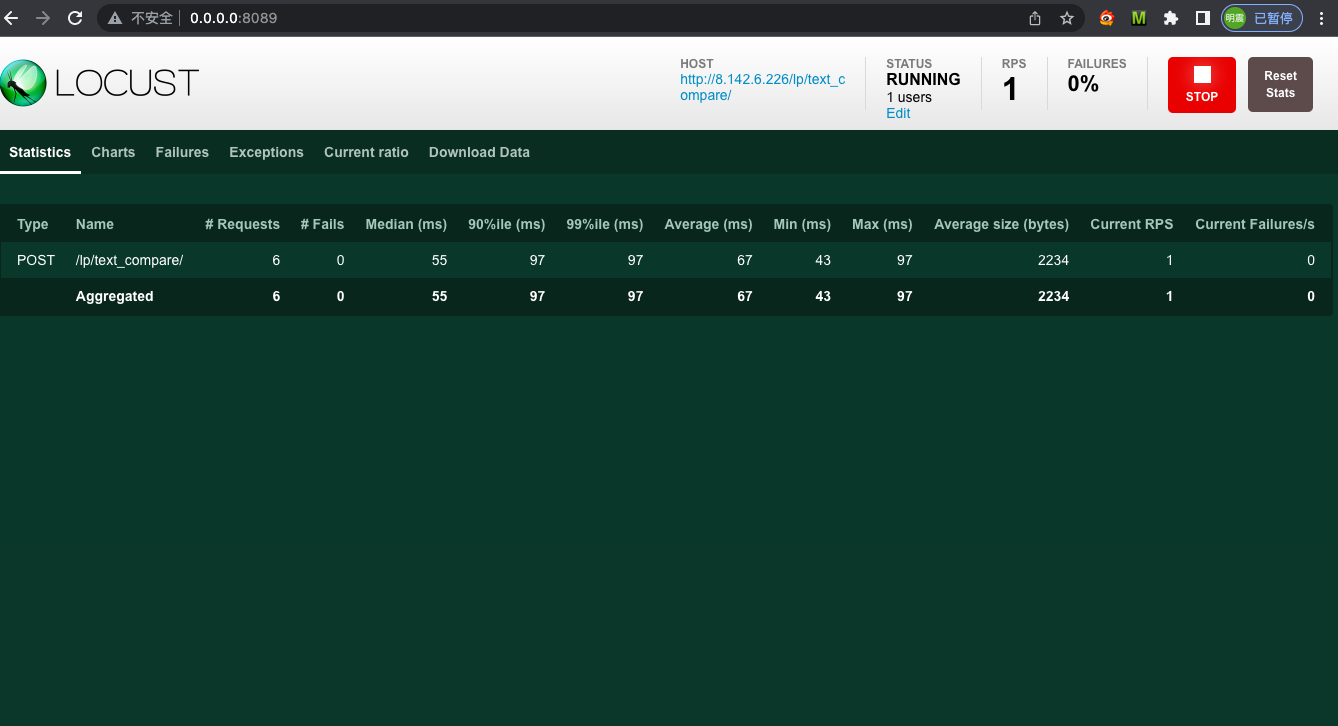 不安全 0.0.0.0:8089
明震 已暂停
LOCUST
HOST
http://8.142.6.226/lp/text_c
ompare/
STATUS
RUNNING
1 users
Edit
RPS
1
FAILURES
0%
STOP
Reset
Stats
Statistics Charts Failures Exceptions Current ratio Download Data
Type Name # Requests # Fails Median (ms) 90%ile (ms) 99%ile (ms) Average (ms) Min (ms) Max (ms) Average size (bytes) Current RPS Current Failures/s
POST /lp/text_compare/ 6 0 55 97 97 67 43 97 2234 1 0
Aggregated 6 0 55 97 97 67 43 97 2234 1 0